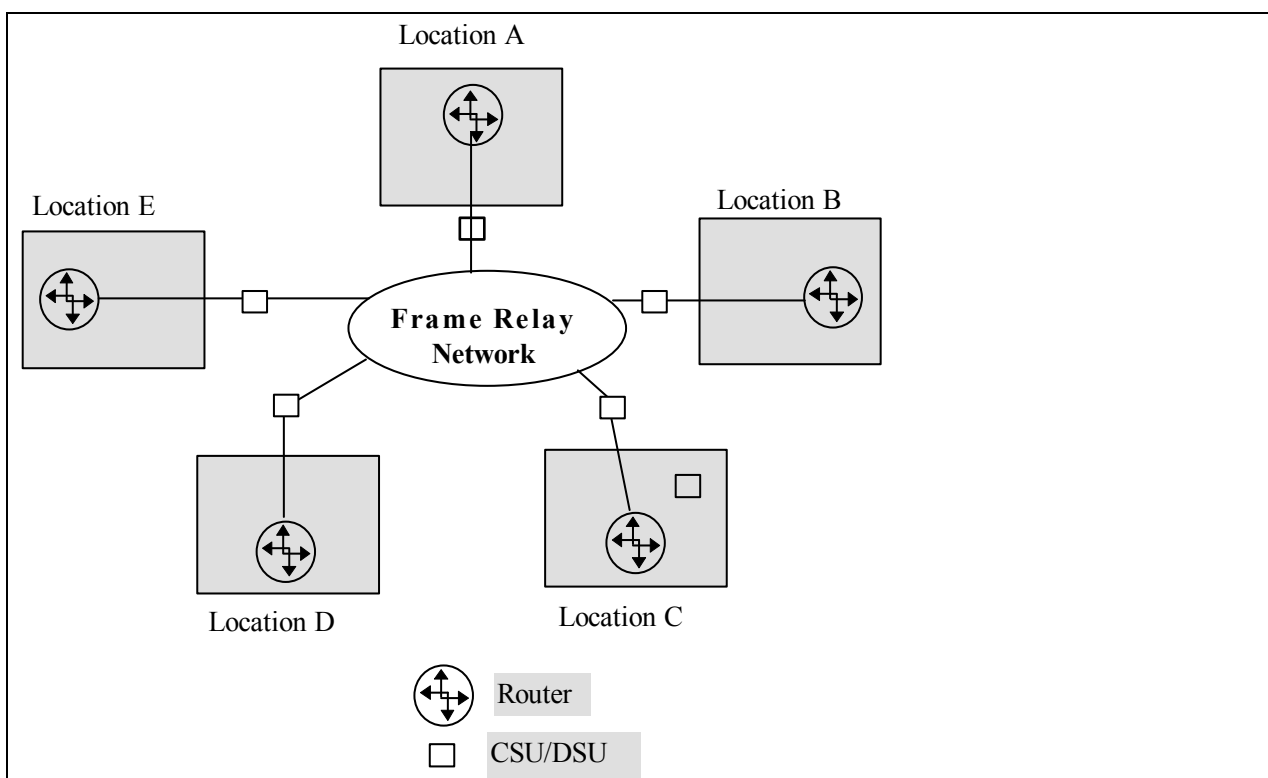 Location A
Location E
Location B
Frame Relay
Network
Location D
Location C
Router
CSU/DSU